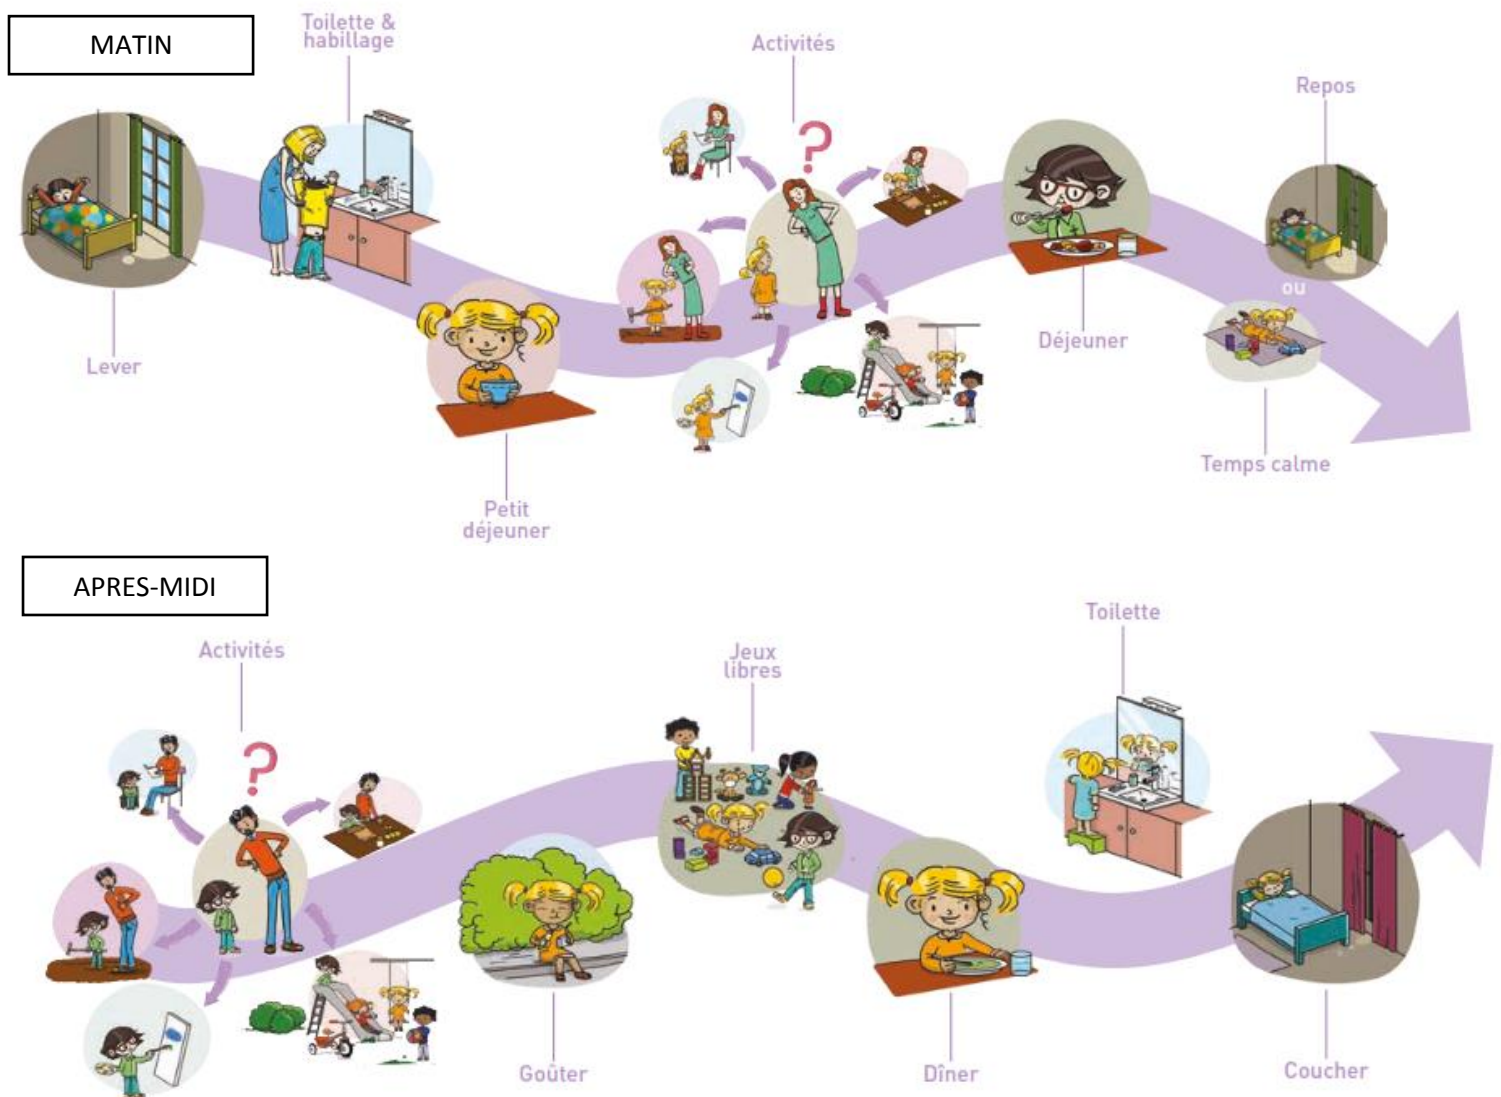 MATIN
Toilette &
habillage
Activités
?
Repos
ou
Lever
Déjeuner
Temps calme
Petit
déjeuner
APRES-MIDI
Toilette
Activités
Jeux
libres
?
Goûter
Dîner
Coucher